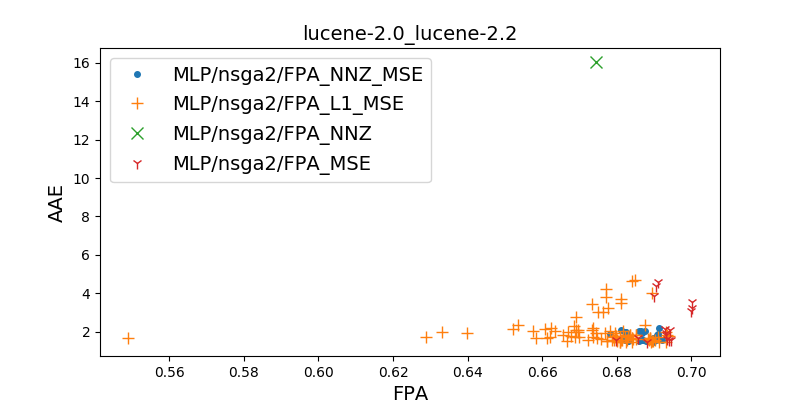 lucene-2.0_lucene-2.2
MLP/nsga2/FPA_NNZ_MSE
MLP/nsga2/FPA_L1_MSE
MLP/nsga2/FPA_NNZ
MLP/nsga2/FPA_MSE
AAE
16
14
12
10
8
6
4
2
0.56 0.58 0.60 0.62 0.64 0.66 0.68 0.70
FPA